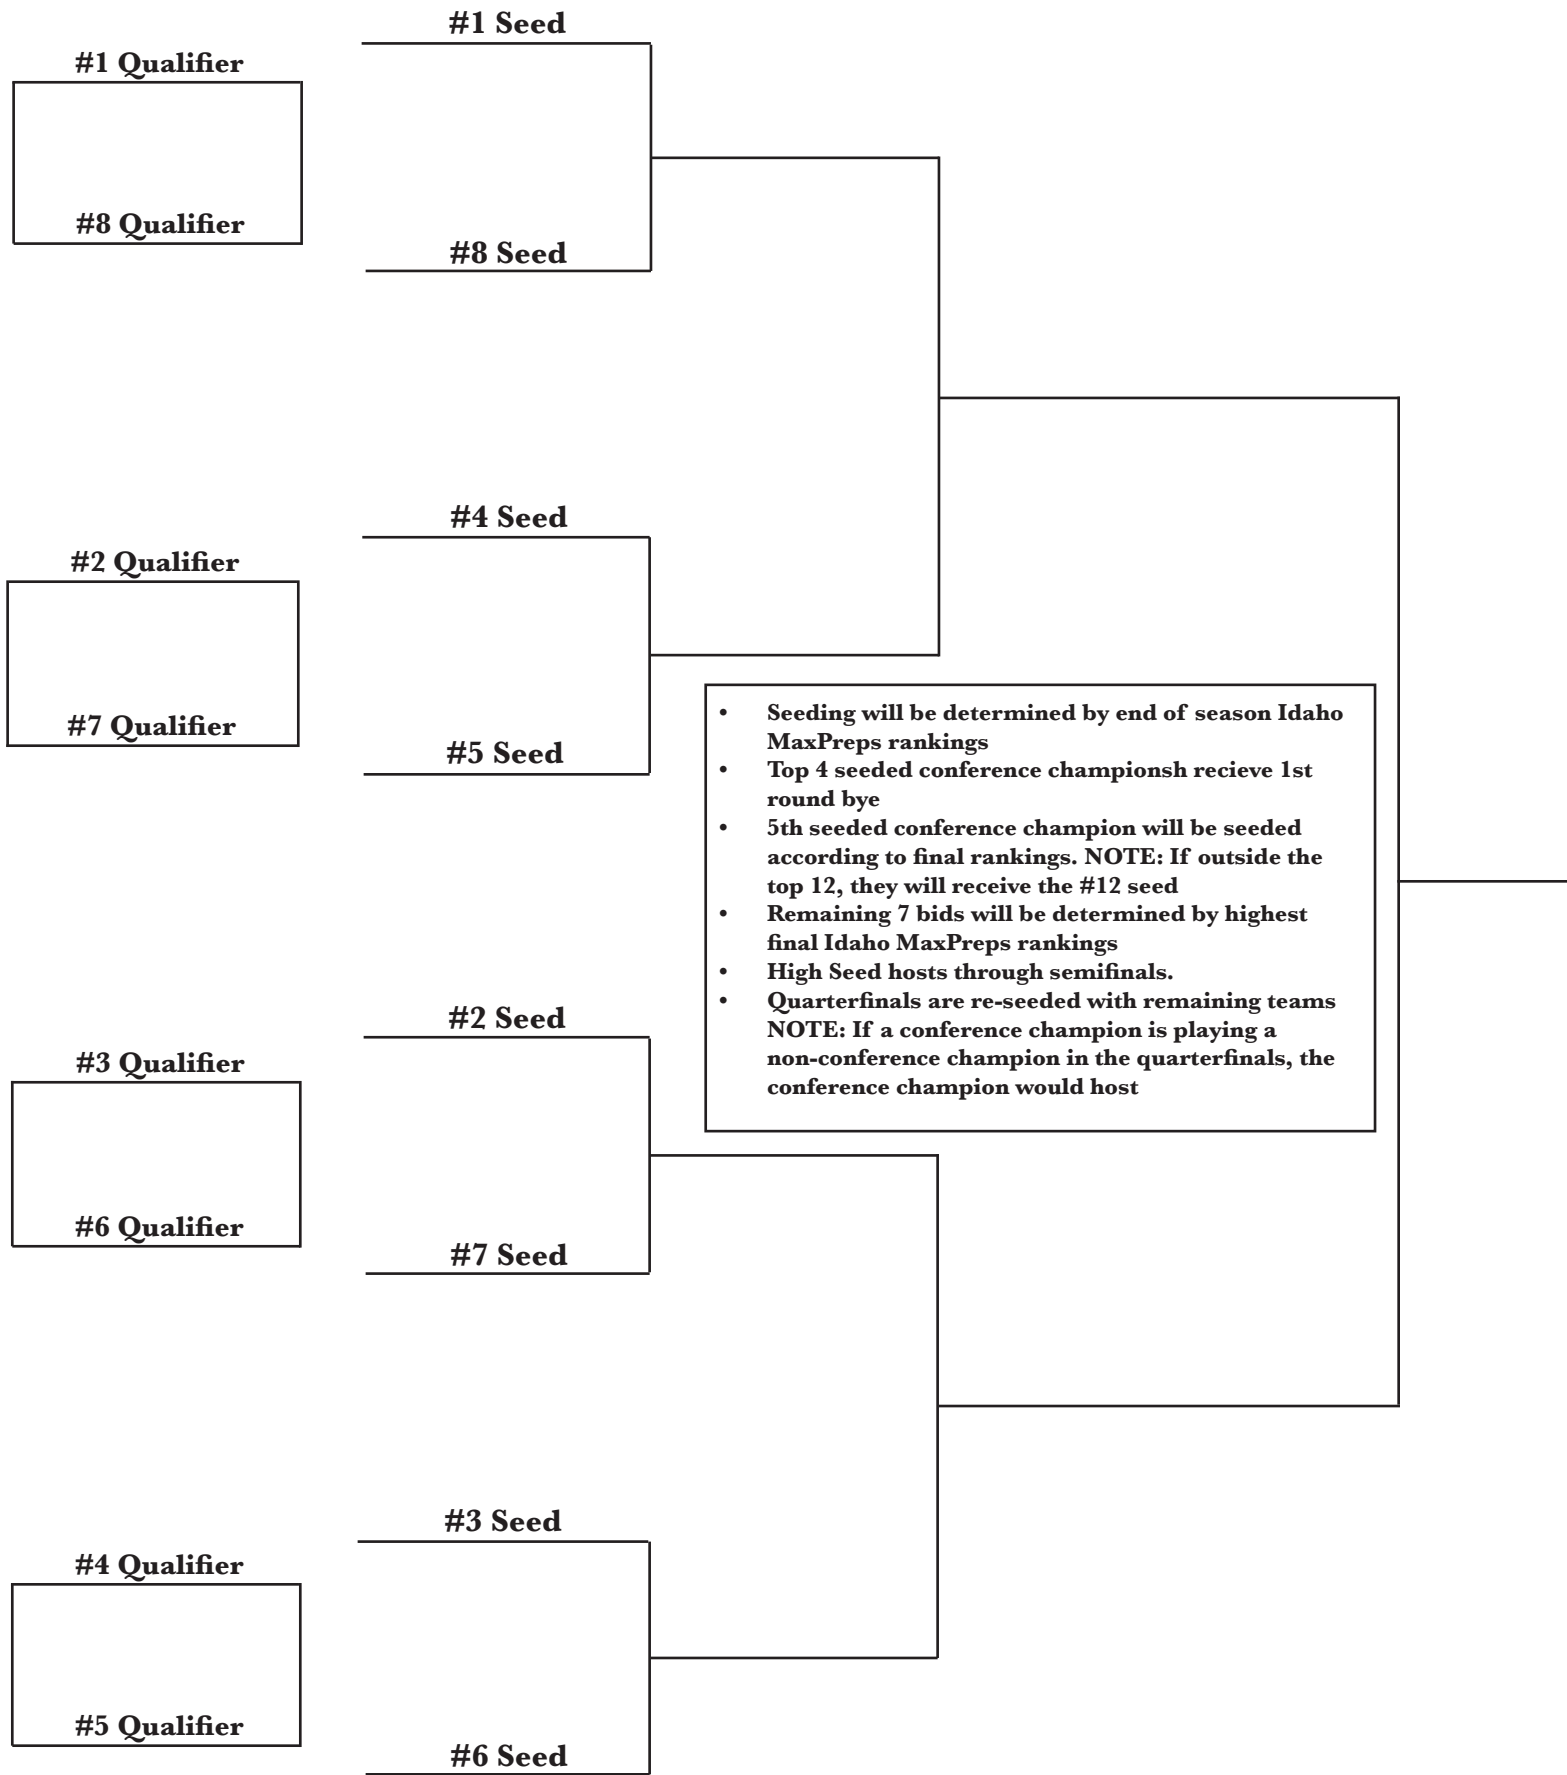 #1 Seed
#1 Qualifier
#8 Qualifier
#8 Seed
#4 Seed
#2 Qualifier
#7 Qualifier
#5 Seed
• Seeding will be determined by end of season Idaho
MaxPreps rankings
• Top 4 seeded conference championsh recieve 1st
round bye
• 5th seeded conference champion will be seeded
according to final rankings. NOTE: If outside the
top 12, they will receive the #12 seed
• Remaining 7 bids will be determined by highest
final Idaho MaxPreps rankings
• High Seed hosts through semifinals.
• Quarterfinals are re-seeded with remaining teams
NOTE: If a conference champion is playing a
non-conference champion in the quarterfinals, the
conference champion would host
#2 Seed
#3 Qualifier
#6 Qualifier
#7 Seed
#3 Seed
#4 Qualifier
#5 Qualifier
#6 Seed